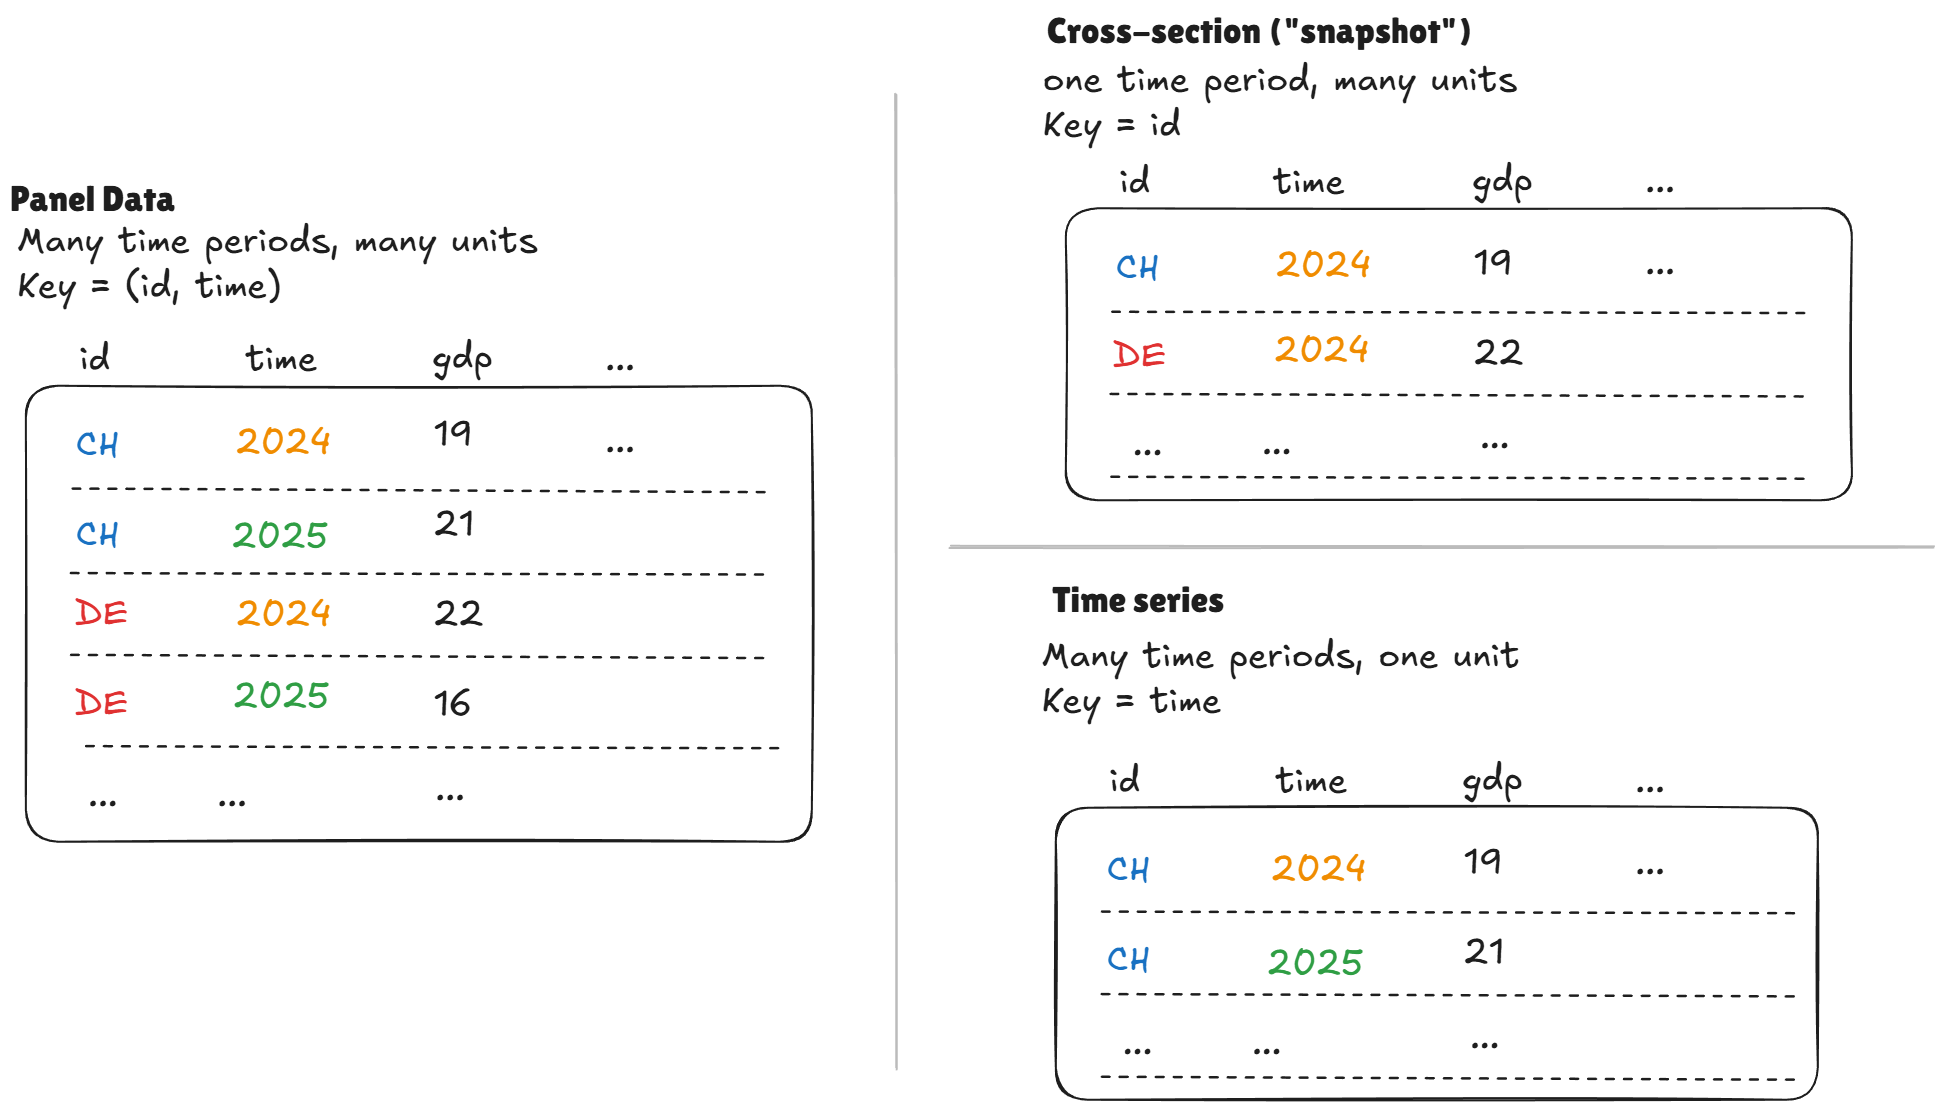 Panel Data
Many time periods, many units
Key = (id, time)
id time gdp ...
CH 2024 19 ...
CH 2025 21
DE 2024 22
DE 2025 16
... ... ...
Cross-section ("snapshot")
one time period, many units
Key = id
id time gdp ...
CH 2024 19 ...
DE 2024 22
... ... ...
Time series
Many time periods, one unit
Key = time
id time gdp ...
CH 2024 19 ...
CH 2025 21
... ... ...